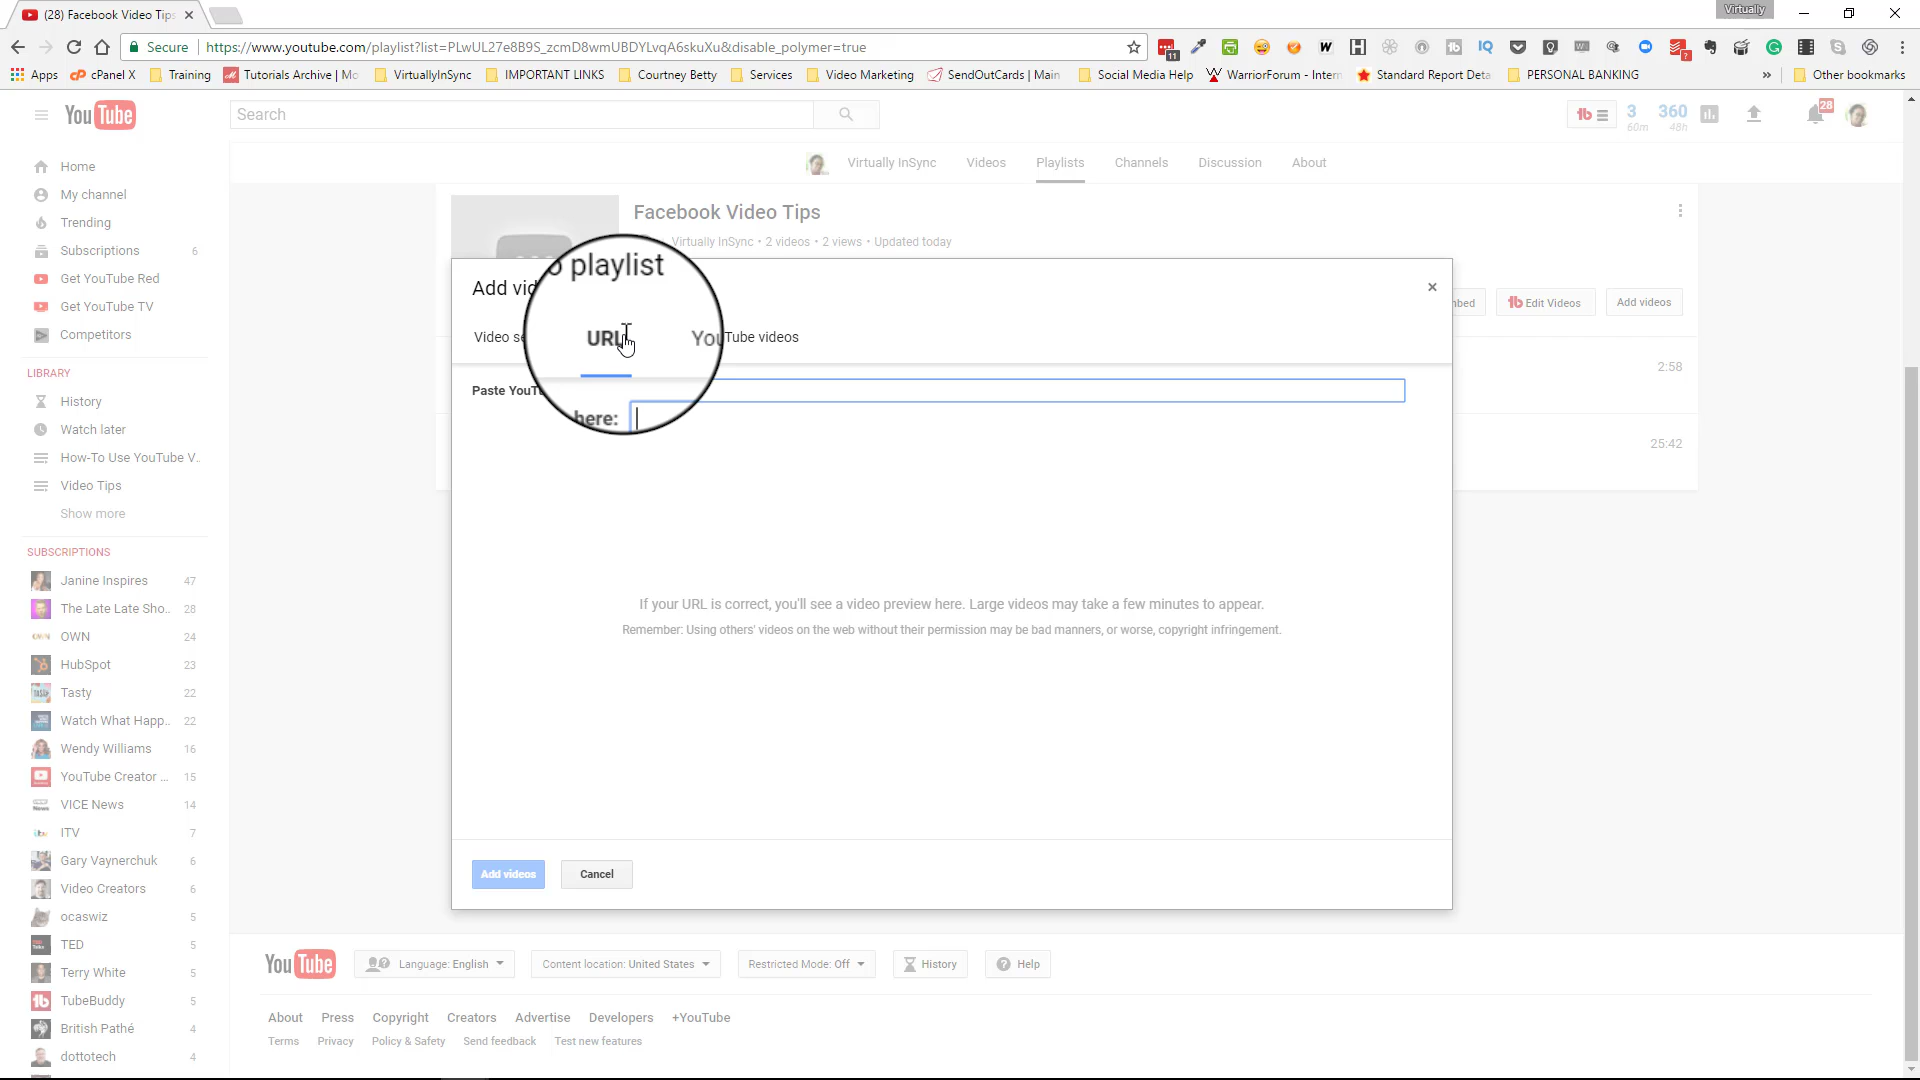 (28) Facebook Video Tips
Virtually
Secure
https://www.youtube.com/playlist?list=PLwUL27e8B9S_zcmD8wmUBDYLvqA6skuXu&disable_polymer=true
Apps cPanel X Training Tutorials Archive | Mo VirtuallyInSync IMPORTANT LINKS Courtney Betty Services Video Marketing SendOutCards | Main Social Media Help WarriorForum - Intern Standard Report Deta PERSONAL BANKING » Other bookmarks
YouTube
Search
3 60m 360 48h
28
Home
My channel
Trending
Subscriptions 6
Get YouTube Red
Get YouTube TV
Competitors
LIBRARY
History
Watch later
How-To Use YouTube V..
Video Tips
Show more
SUBSCRIPTIONS
Janine Inspires 47
The Late Late Sho.. 28
OWN 24
HubSpot 23
Tasty 22
Watch What Happ.. 22
Wendy Williams 16
YouTube Creator ... 15
VICE News 14
ITV 7
Gary Vaynerchuk 6
Video Creators 6
ocaswiz 5
TED 5
Terry White 5
TubeBuddy 5
British Pathé 4
dottotech 4
Virtually InSync Videos Playlists Channels Discussion About
Facebook Video Tips
Virtually InSync • 2 videos • 2 views • Updated today
Edit Videos Add videos
2:58
25:42
Add vid
o playlist
Video se
URL
YouTube videos
Paste YouT
here:
If your URL is correct, you'll see a video preview here. Large videos may take a few minutes to appear.
Remember: Using others' videos on the web without their permission may be bad manners, or worse, copyright infringement.
Add videos Cancel
YouTube
Language: English Content location: United States Restricted Mode: Off History Help
About Press Copyright Creators Advertise Developers +YouTube
Terms Privacy Policy & Safety Send feedback Test new features